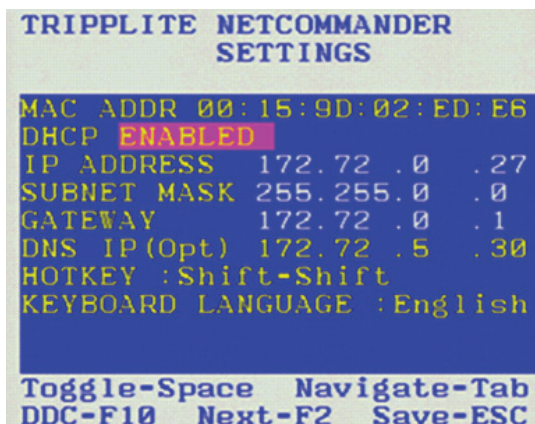 TRIPPLITE NETCOMMANDER
SETTINGS
MAC ADDR 00:15:9D:02:ED:E6
DHCP ENABLED
IP ADDRESS 172.72 .0 .27
SUBNET MASK 255.255.0 .0
GATEWAY 172.72 .0 .1
DNS IP(Opt) 172.72 .5 .30
HOTKEY :Shift-Shift
KEYBOARD LANGUAGE :English
Toggle-Space Navigate-Tab
DDC-F10 Next-F2 Save-ESC